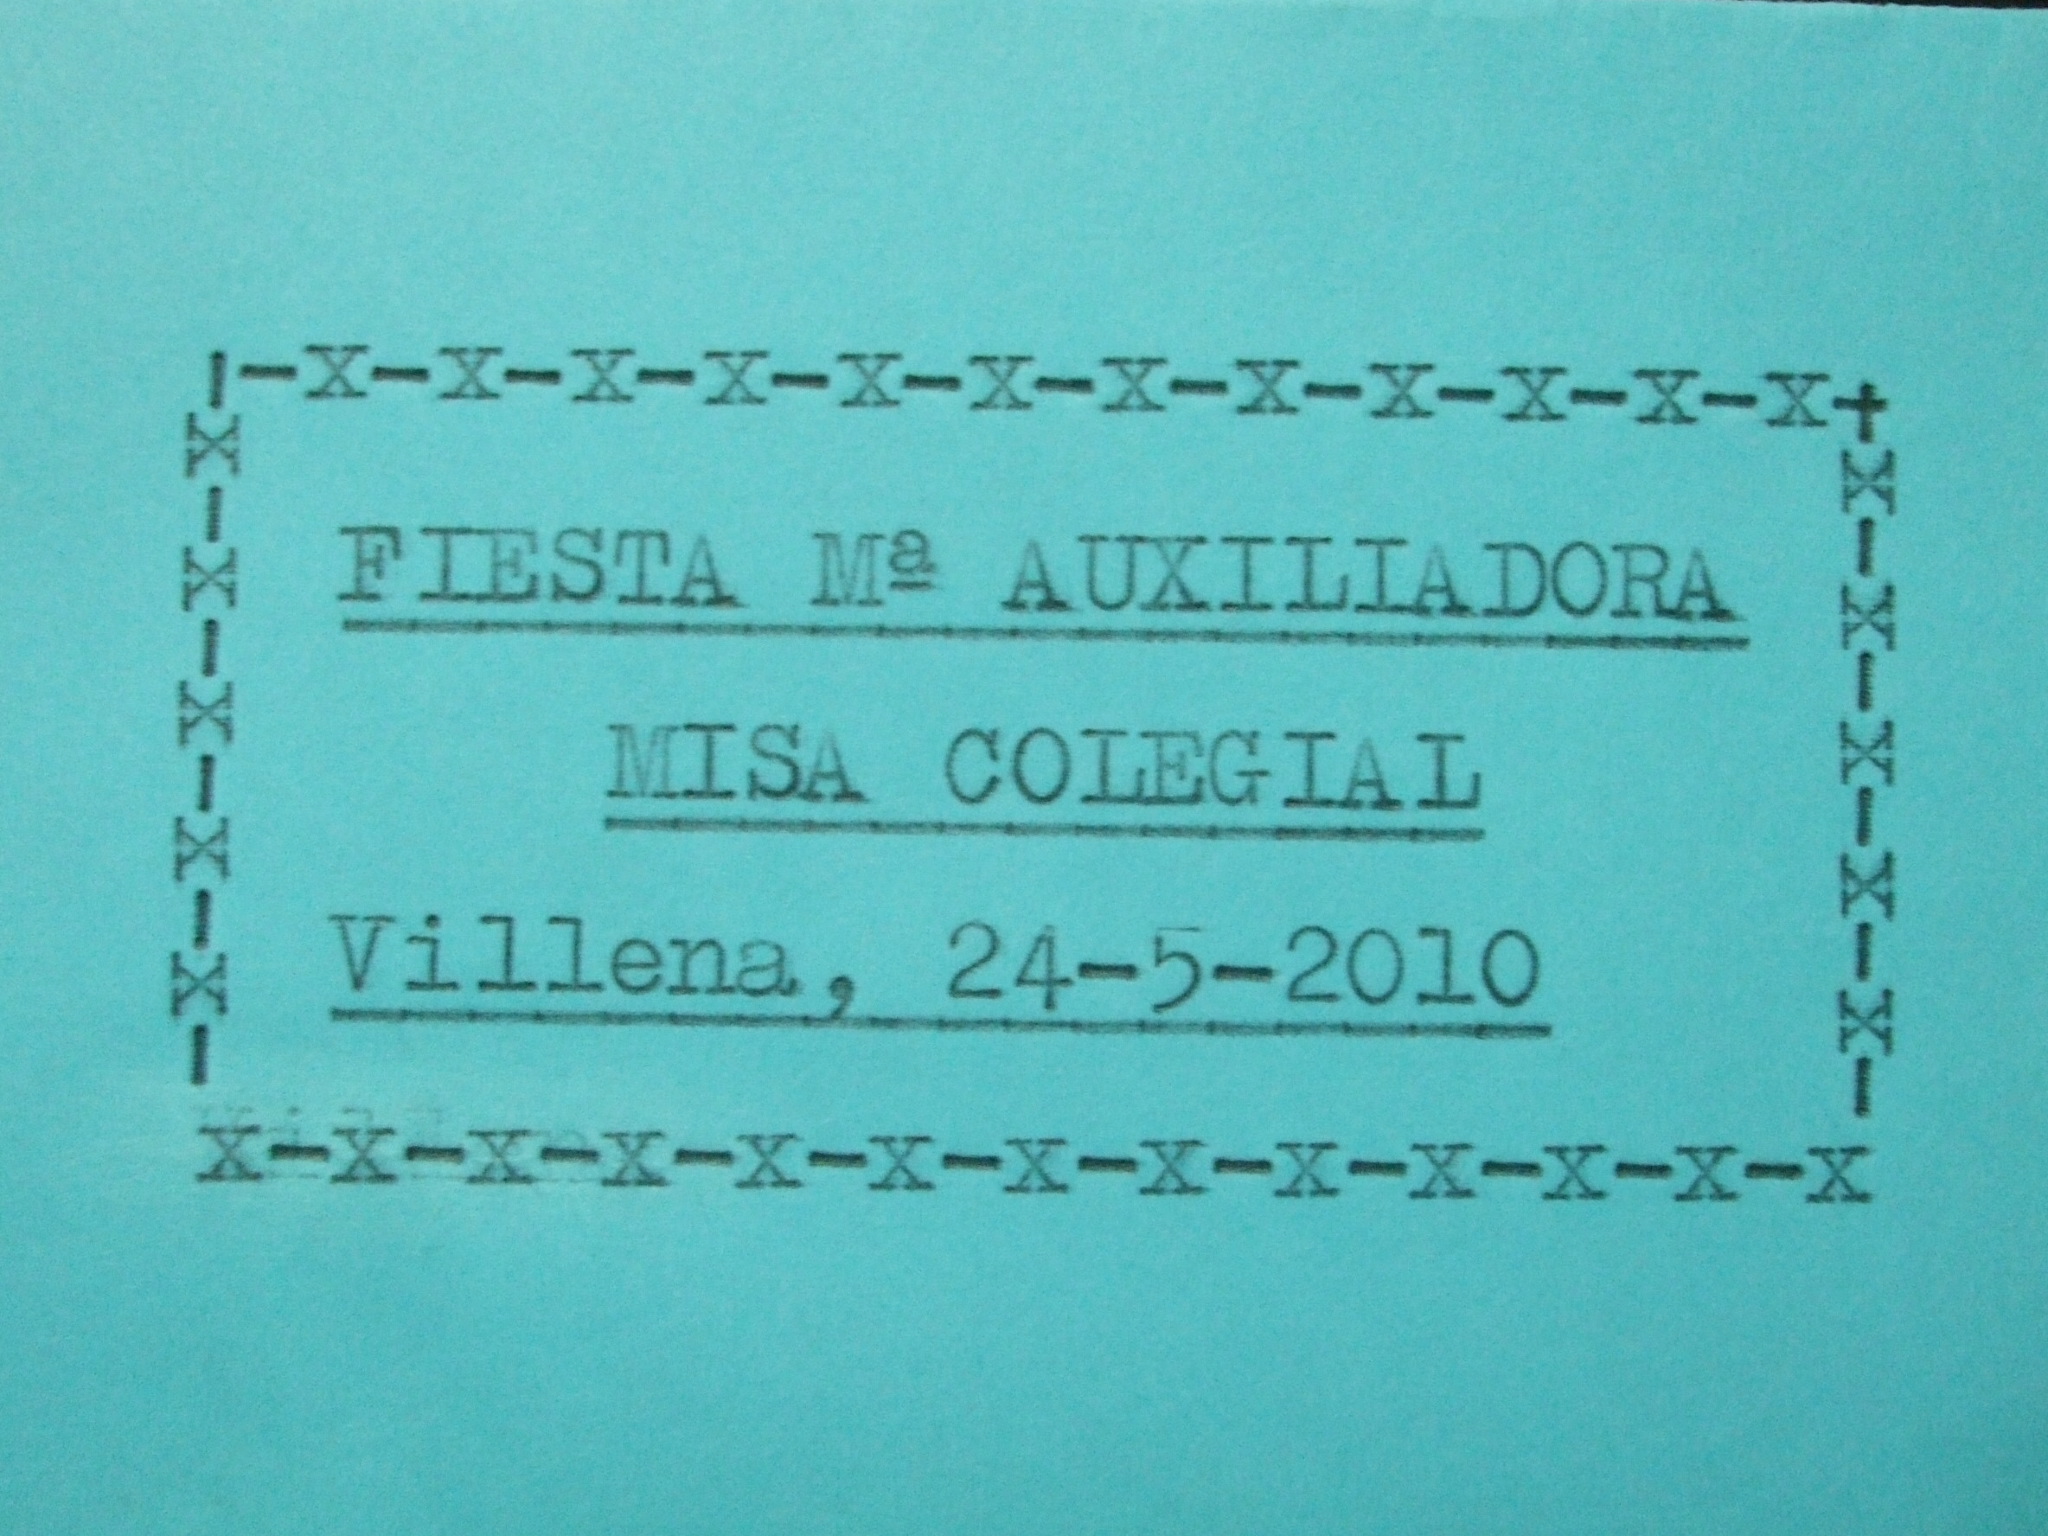 FIESTA Mª AUXILIADORA
MISA COLEGIAL
Villena, 24-5-2010